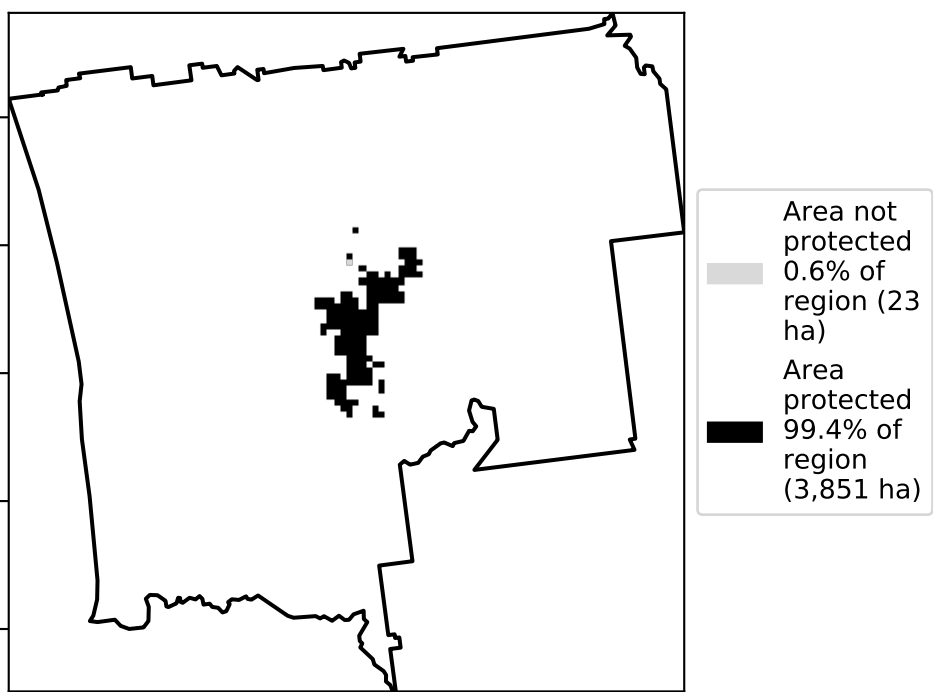 Area not
protected
0.6% of
region (23
ha)
Area
protected
99.4% of
region
(3,851 ha)